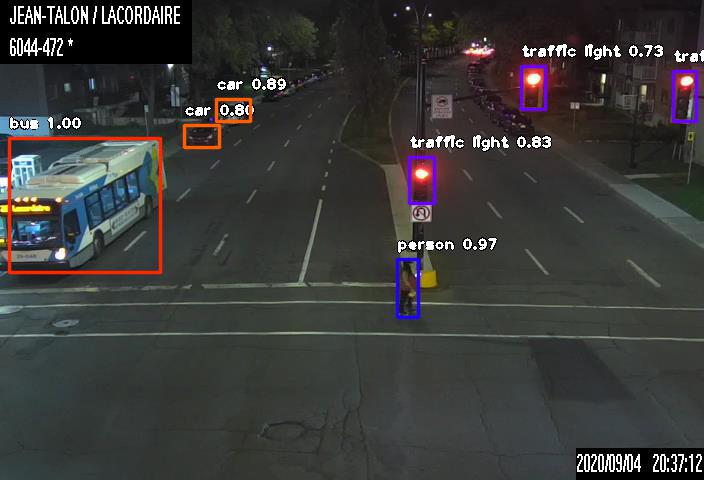 JEAN-TALON / LACORDAIRE
6044-472 *
traffic light 0.73
traf
car 0.89
car 0.80
bus 1.00
traffic light 0.83
person 0.97
2020/09/04 20:37:12